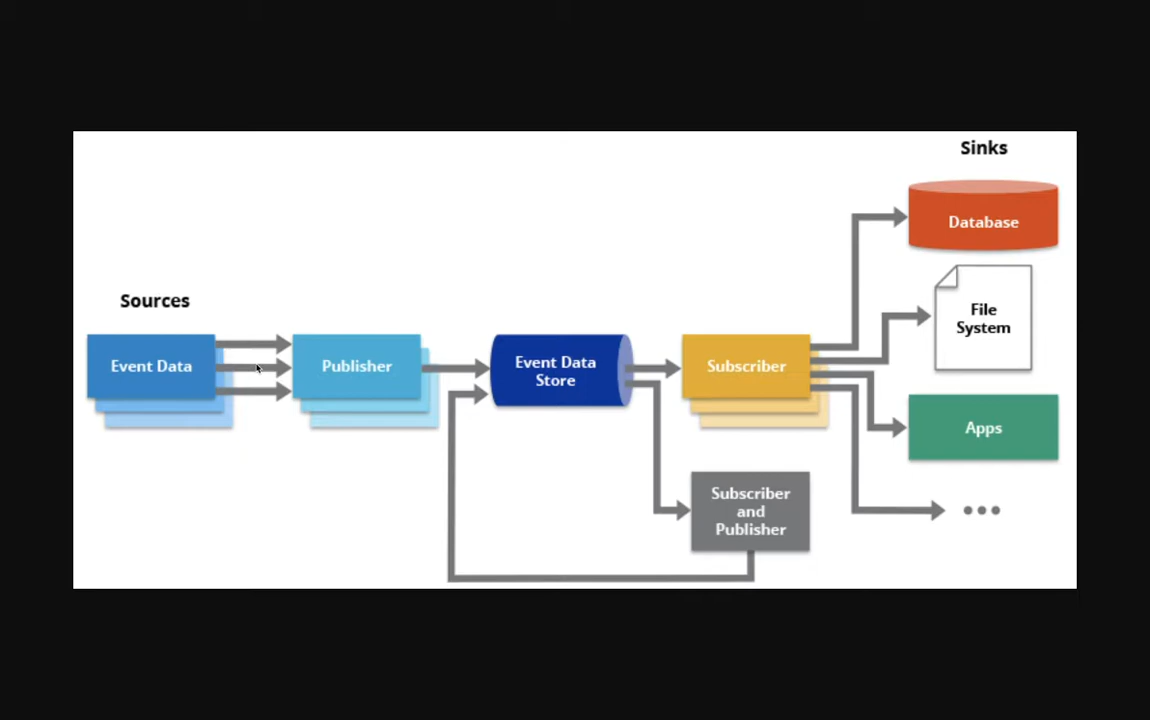 Sinks
Database
Sources
File
System
Event Data
Publisher
Event Data
Store
Subscriber
Apps
Subscriber
and
Publisher